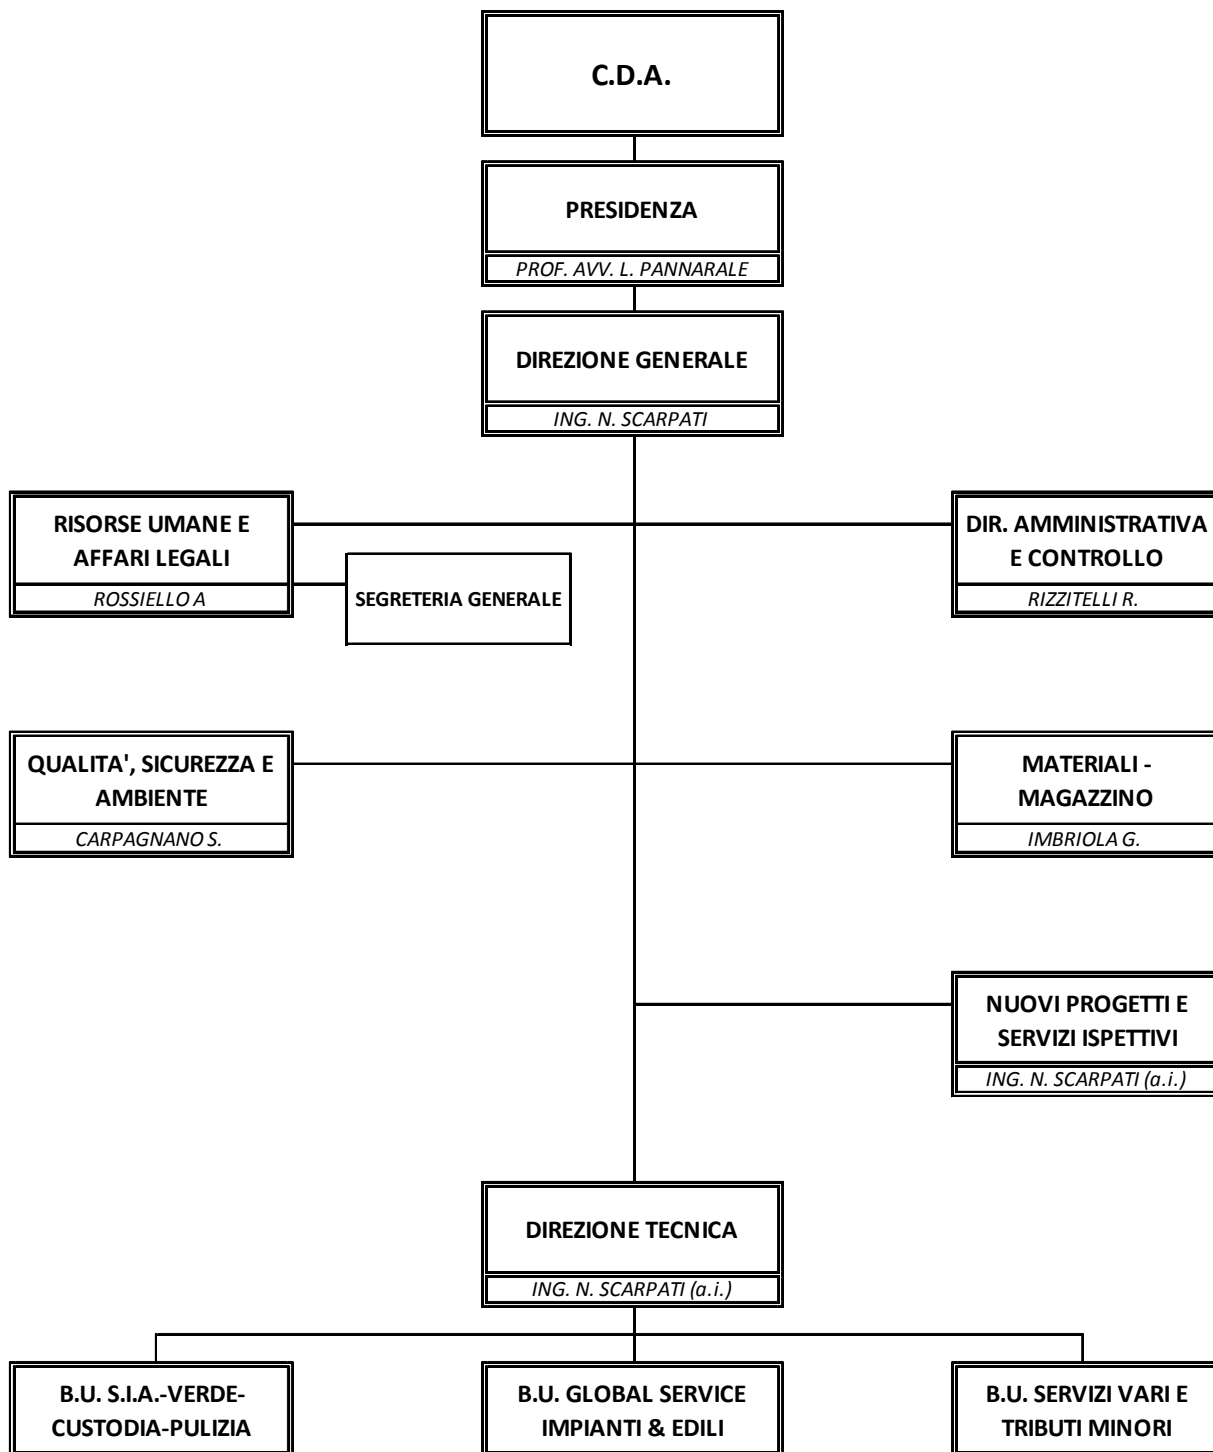 C.D.A.
PRESIDENZA
PROF. AVV. L. PANNARALE
DIREZIONE GENERALE
ING. N. SCARPATI
RISORSE UMANE E
AFFARI LEGALI
ROSSIELLO A
SEGRETERIA GENERALE
DIR. AMMINISTRATIVA
E CONTROLLO
RIZZITELLI R.
QUALITA', SICUREZZA E
AMBIENTE
CARPAGNANO S.
MATERIALI -
MAGAZZINO
IMBRIOLA G.
NUOVI PROGETTI E
SERVIZI ISPETTIVI
ING. N. SCARPATI (a.i.)
DIREZIONE TECNICA
ING. N. SCARPATI (a.i.)
B.U. S.I.A.-VERDE-
CUSTODIA-PULIZIA
B.U. GLOBAL SERVICE
IMPIANTI & EDILI
B.U. SERVIZI VARI E
TRIBUTI MINORI